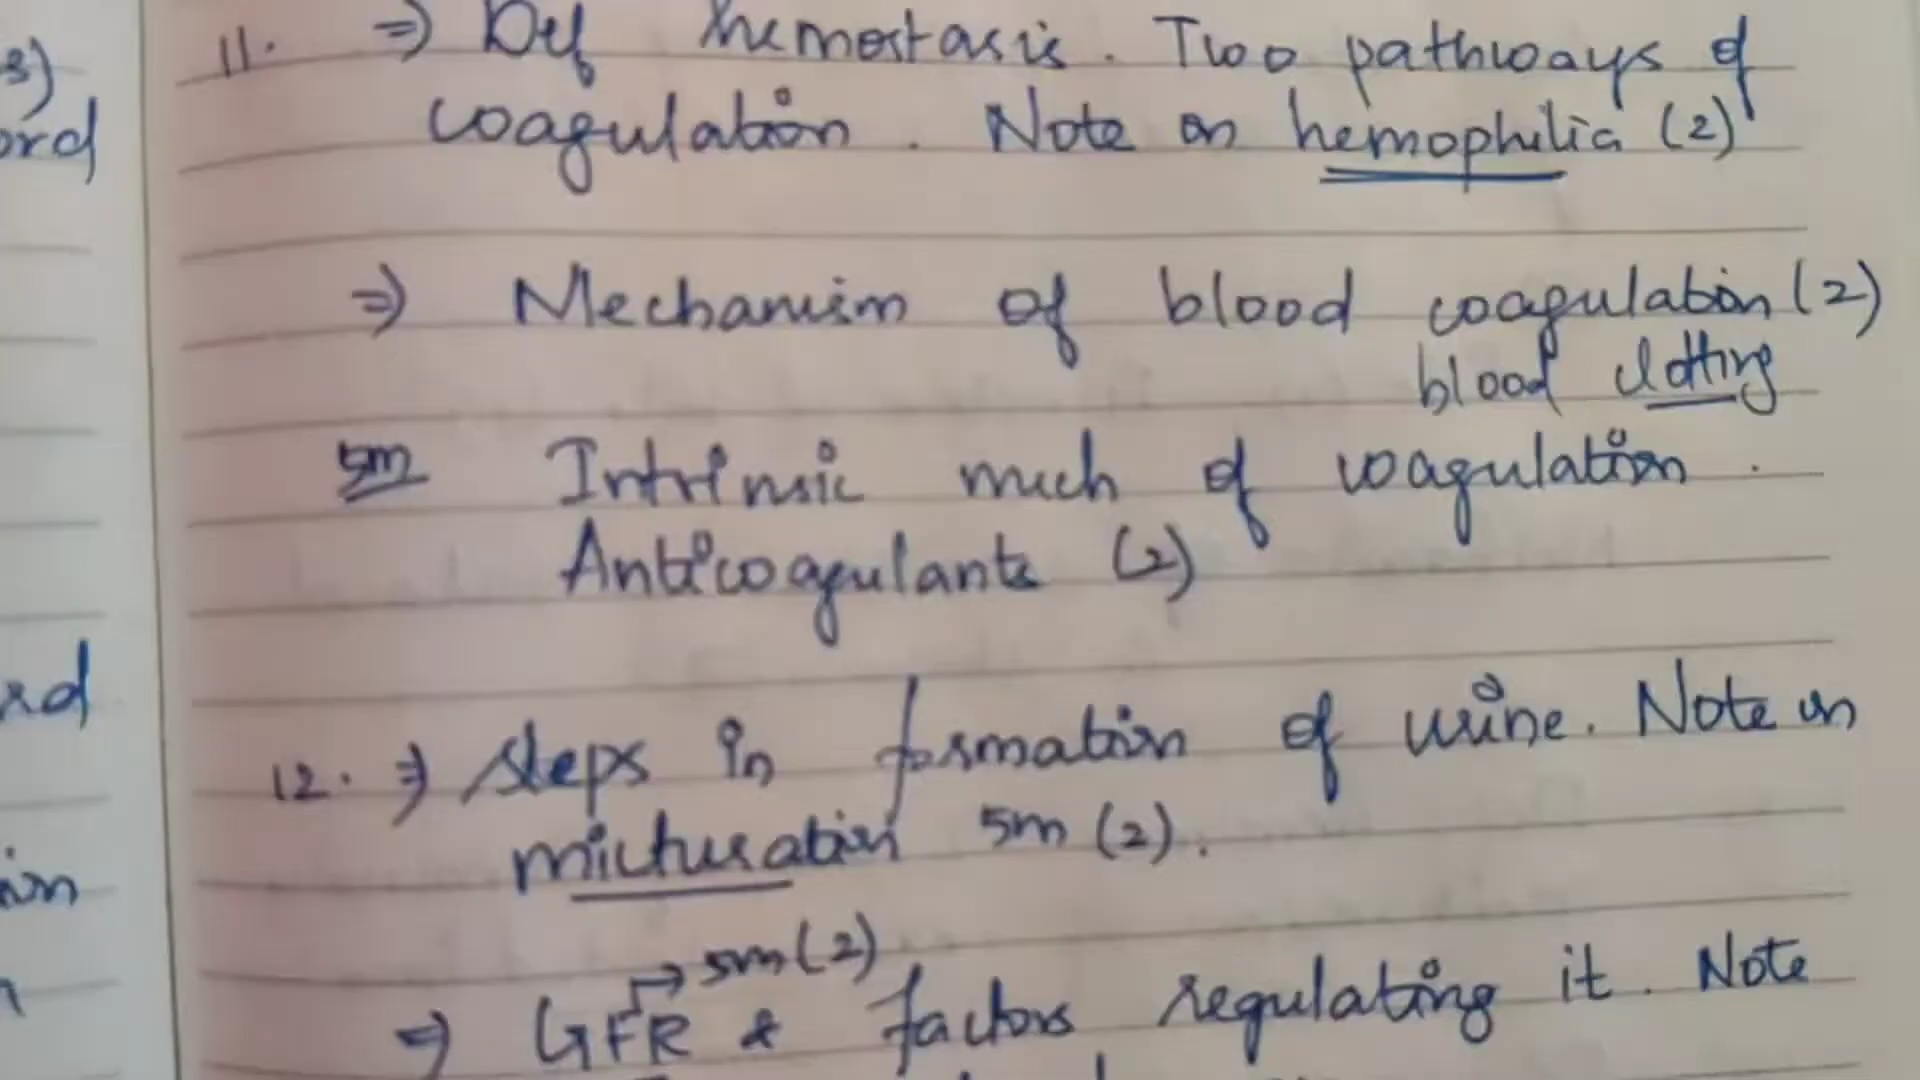 3)
ord
11. ⇒ Def hemostasis. Two pathways of
coagulation. Note on hemophilia (2)
⇒ Mechanism of blood coagulation (2)
blood clotting
5m Intrinsic mech of coagulation.
Anticoagulants (2)
12. ⇒ Steps in formation of urine. Note on
micturation 5m (2).
→ 5m (2)
⇒ GFR & factors regulating it. Note